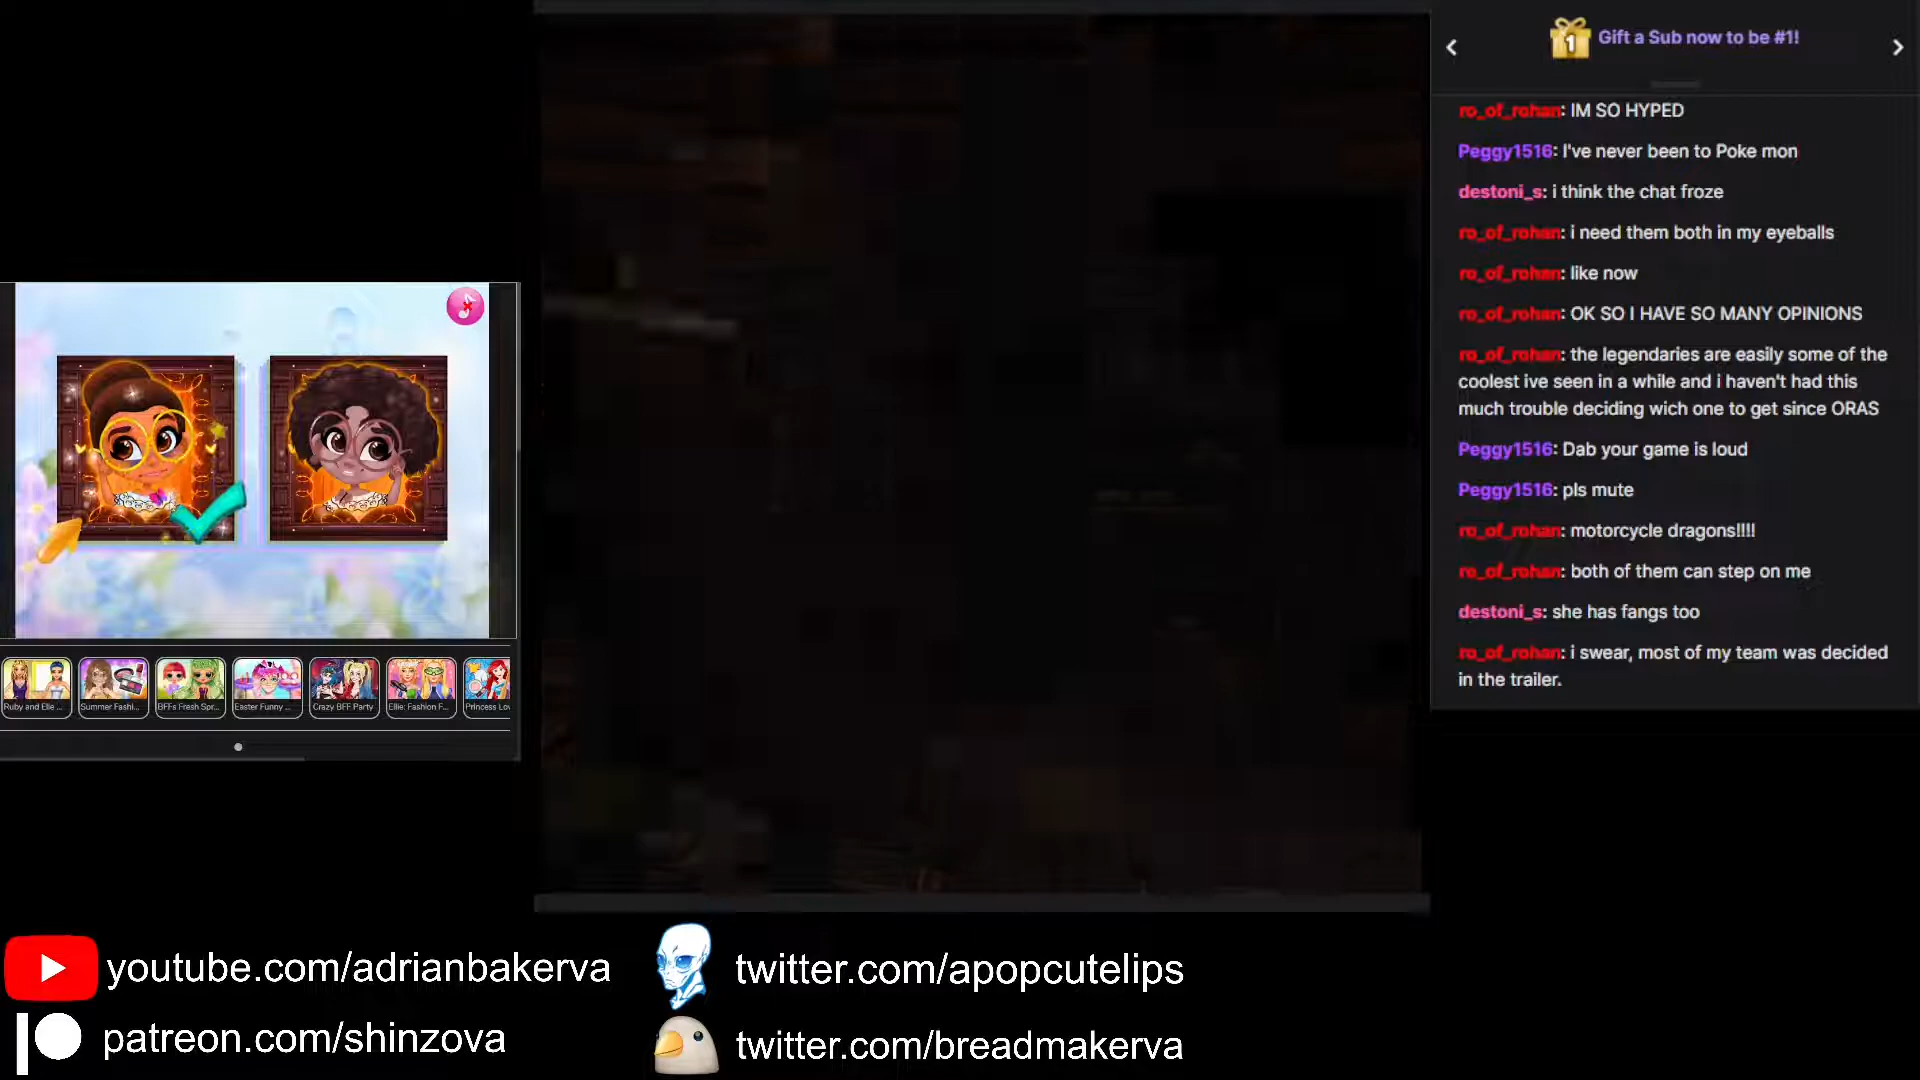 Gift a Sub now to be #1!
1
ro_of_rohan: IM SO HYPED
Peggy1516: I've never been to Poke mon
destoni_s: i think the chat froze
ro_of_rohan: i need them both in my eyeballs
ro_of_rohan: like now
ro_of_rohan: OK SO I HAVE SO MANY OPINIONS
ro_of_rohan: the legendaries are easily some of the
coolest ive seen in a while and i haven't had this
much trouble deciding wich one to get since ORAS
Peggy1516: Dab your game is loud
Peggy1516: pls mute
ro_of_rohan: motorcycle dragons!!!!
ro_of_rohan: both of them can step on me
destoni_s: she has fangs too
ro_of_rohan: i swear, most of my team was decided
in the trailer.
Ruby and Elie ...
Summer Fashi...
BFFs Fresh Spr...
Easter Funny ...
Crazy BFF Party
Ellie: Fashion F...
Princess Lov
youtube.com/adrianbakerva
twitter.com/apopcutelips
patreon.com/shinzova
twitter.com/breadmakerva